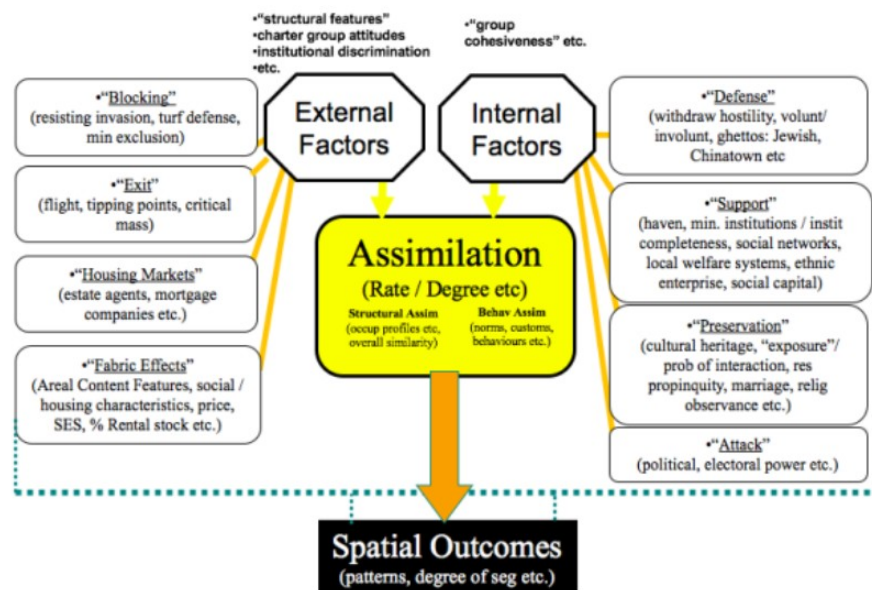 •“structural features”
•charter group attitudes
•institutional discrimination
•etc.
•“group
cohesiveness” etc.
External
Factors
Internal
Factors
•“Blocking”
(resisting invasion, turf defense,
min exclusion)
•“Exit”
(flight, tipping points, critical
mass)
•“Housing Markets”
(estate agents, mortgage
companies etc.)
•“Fabric Effects”
(Areal Content Features, social /
housing characteristics, price,
SES, % Rental stock etc.)
Assimilation
(Rate / Degree etc)
Structural Assim
(occup profiles etc,
overall similarity)
Behav Assim
(norms, customs,
behaviours etc.)
•“Defense”
(withdraw hostility, volunt/
involunt, ghettos: Jewish,
Chinatown etc
•“Support”
(haven, min. institutions / instit
completeness, social networks,
local welfare systems, ethnic
enterprise, social capital)
•“Preservation”
(cultural heritage, “exposure”/
prob of interaction, res
propinquity, marriage, relig
observance etc.)
•“Attack”
(political, electoral power etc.)
Spatial Outcomes
(patterns, degree of seg etc.)